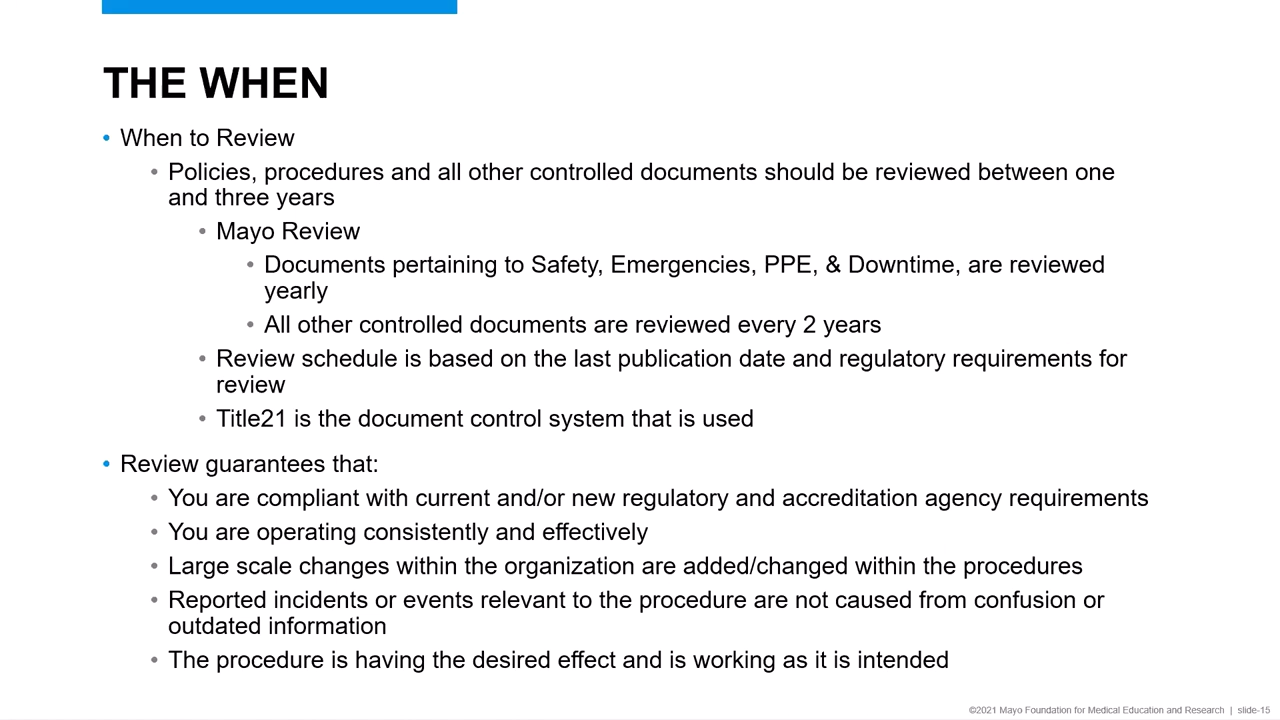 THE WHEN
• When to Review
• Policies, procedures and all other controlled documents should be reviewed between one
and three years
• Mayo Review
• Documents pertaining to Safety, Emergencies, PPE, & Downtime, are reviewed
yearly
• All other controlled documents are reviewed every 2 years
• Review schedule is based on the last publication date and regulatory requirements for
review
• Title21 is the document control system that is used
• Review guarantees that:
• You are compliant with current and/or new regulatory and accreditation agency requirements
• You are operating consistently and effectively
• Large scale changes within the organization are added/changed within the procedures
• Reported incidents or events relevant to the procedure are not caused from confusion or
outdated information
• The procedure is having the desired effect and is working as it is intended
©2021 Mayo Foundation for Medical Education and Research | slide-15